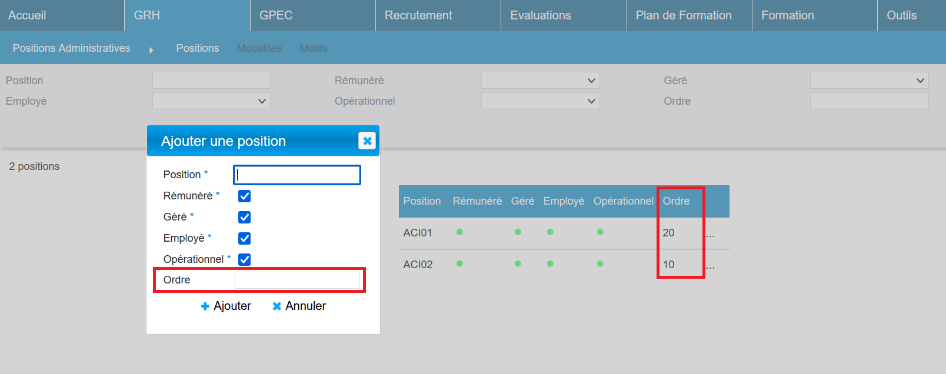 Accueil GRH GPEC Recrutement Evaluations Plan de Formation Formation Outils
Positions Administratives Positions Modalités Motifs
Position Rémunéré Géré
Employé Opérationnel Ordre
2 positions
Ajouter une position
Position *
Rémunéré *
Géré *
Employé *
Opérationnel *
Ordre
Ajouter Annuler
Position Rémunéré Géré Employé Opérationnel Ordre
ACI01 20 ...
ACI02 10 ...